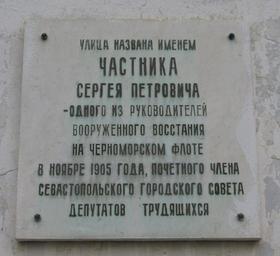 УЛИЦА НАЗВАНА ИМЕНЕМ
ЧАСТНИКА
СЕРГЕЯ ПЕТРОВИЧА
-ОДНОГО ИЗ РУКОВОДИТЕЛЕЙ
ВООРУЖЕННОГО ВОССТАНИЯ
НА ЧЕРНОМОРСКОМ ФЛОТЕ
В НОЯБРЕ 1905 ГОДА, ПОЧЕТНОГО ЧЛЕНА
СЕВАСТОПОЛЬСКОГО ГОРОДСКОГО СОВЕТА
ДЕПУТАТОВ ТРУДЯЩИХСЯ